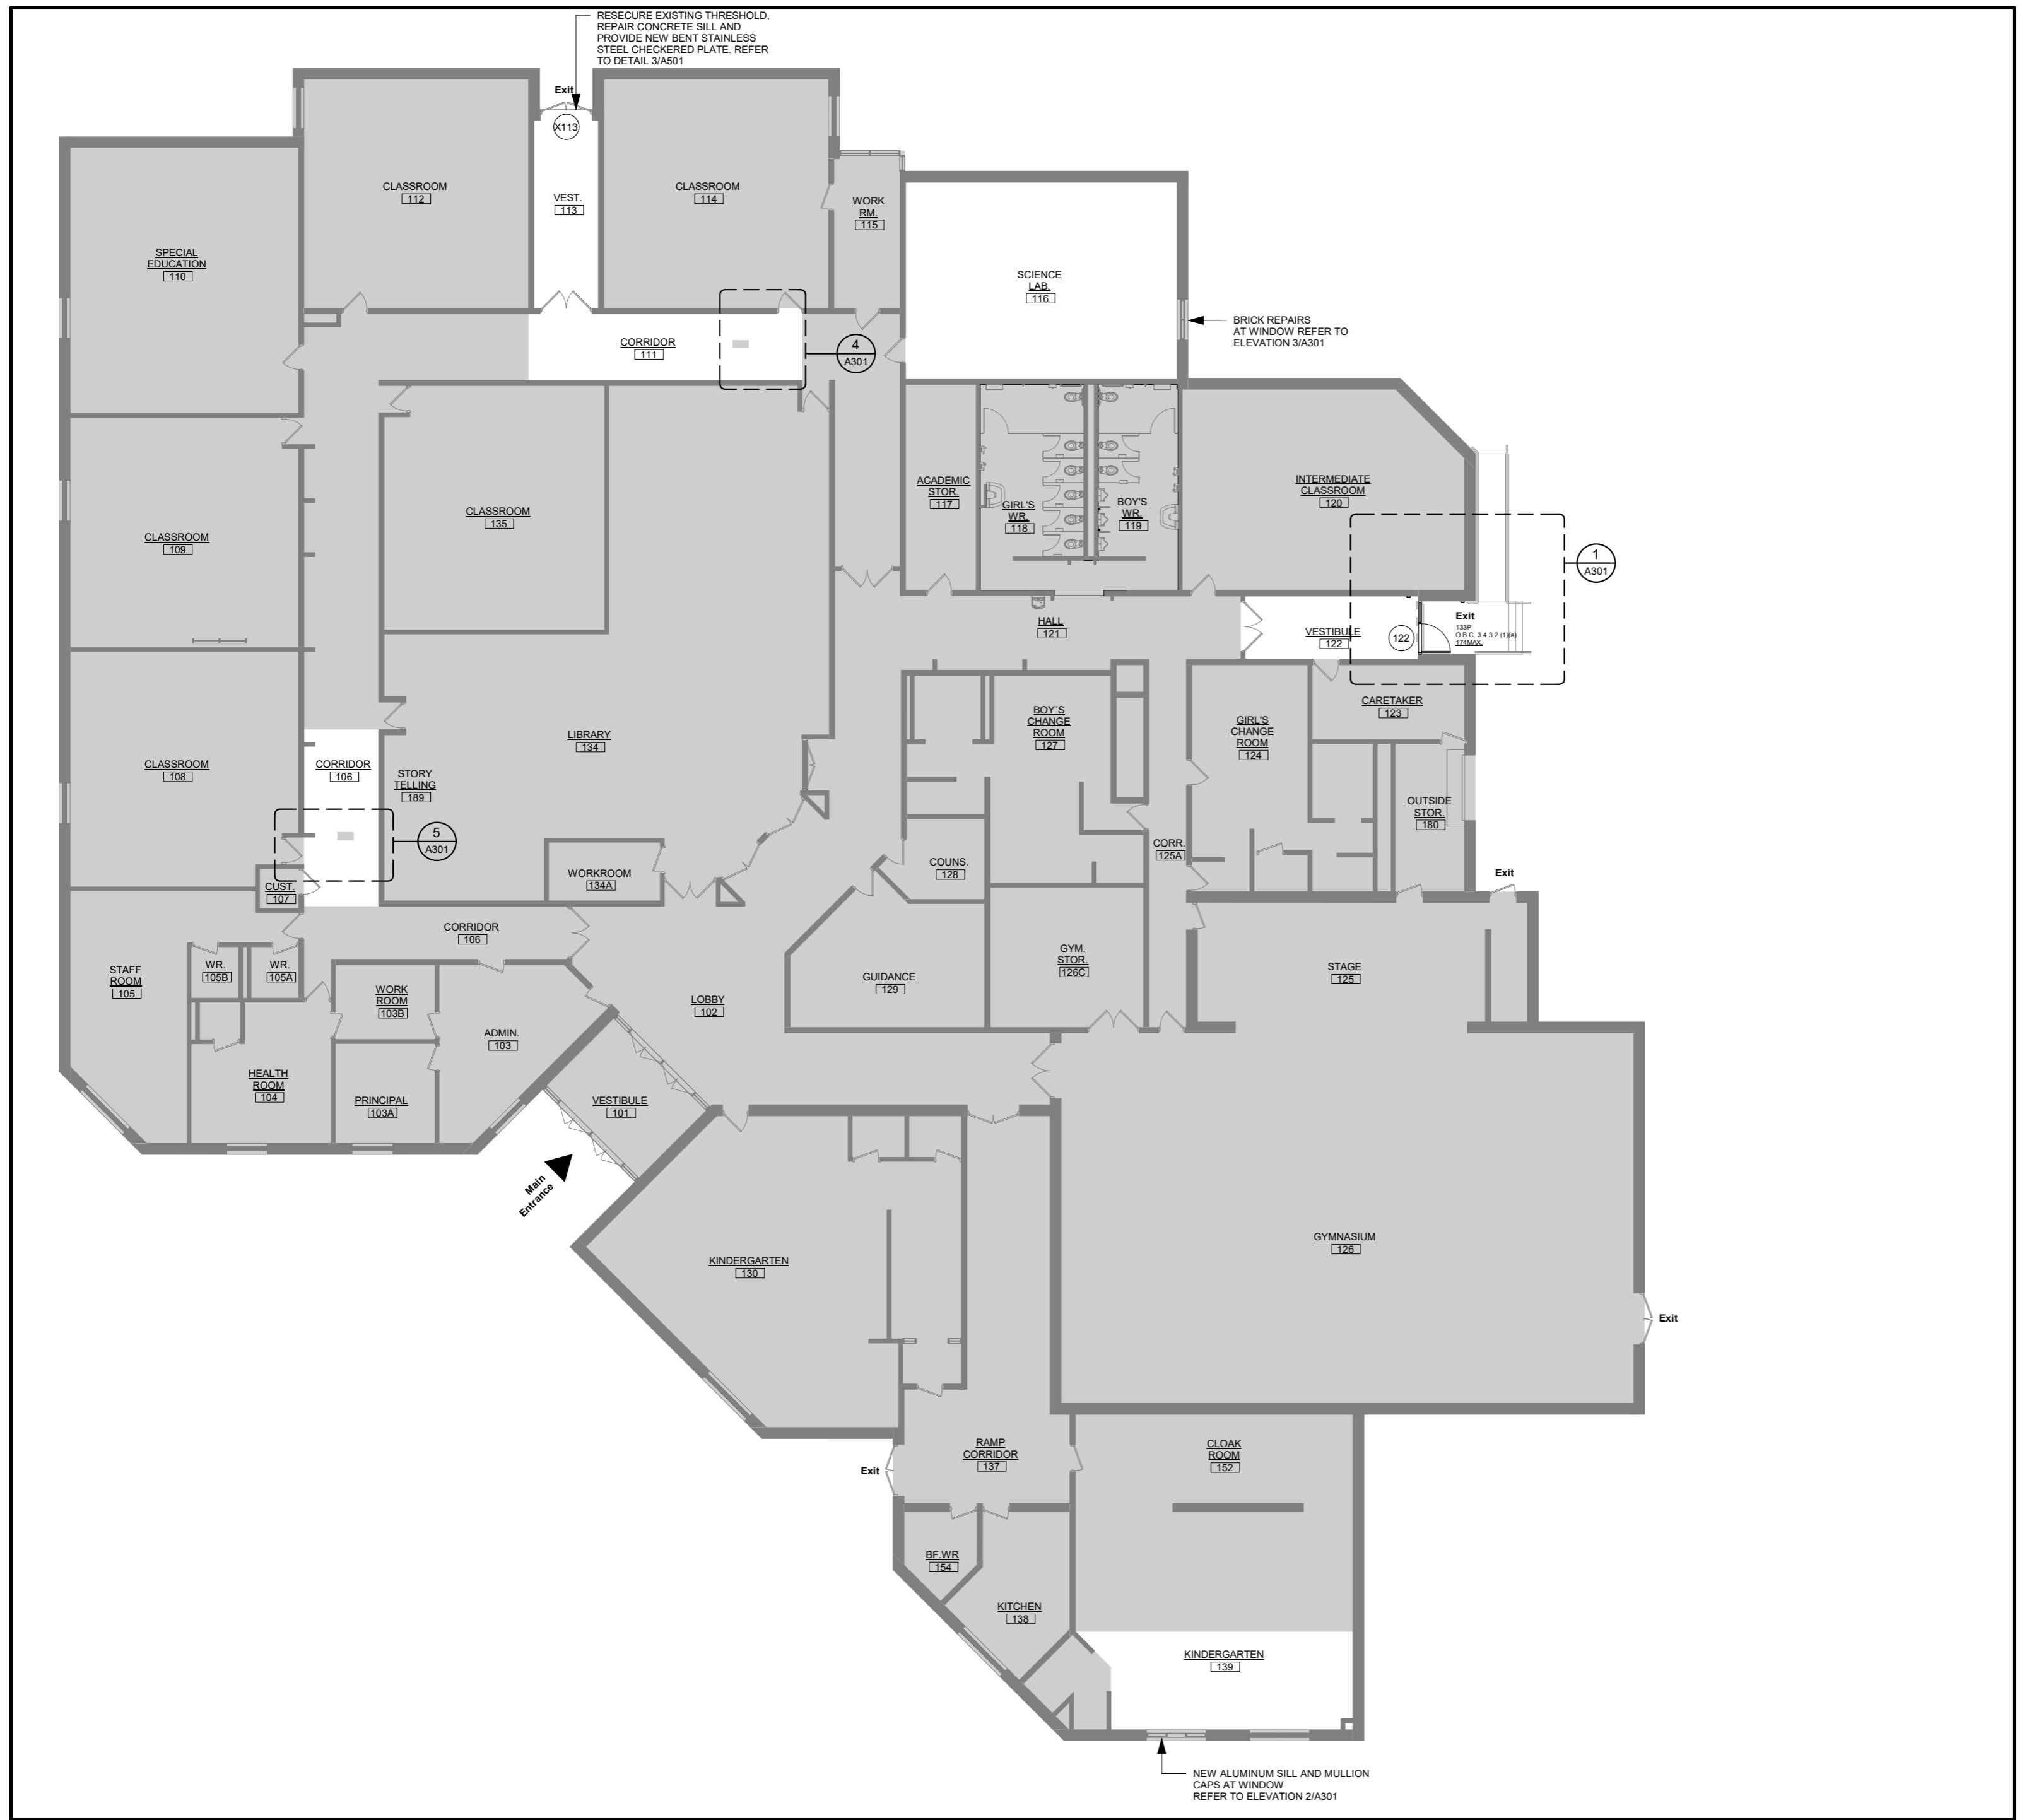 RESECURE EXISTING THRESHOLD,
REPAIR CONCRETE SILL AND
PROVIDE NEW BENT STAINLESS
STEEL CHECKERED PLATE. REFER
TO DETAIL 3/A501
Exit
X113
CLASSROOM
112
VEST.
113
CLASSROOM
114
WORK
RM.
115
SPECIAL
EDUCATION
110
SCIENCE
LAB.
116
BRICK REPAIRS
AT WINDOW REFER TO
ELEVATION 3/A301
CORRIDOR
111
4
A301
CLASSROOM
109
CLASSROOM
135
ACADEMIC
STOR.
117
GIRL'S
WR.
118
BOY'S
WR.
119
INTERMEDIATE
CLASSROOM
120
1
A301
HALL
121
VESTIBULE
122
122
Exit
133P
O.B.C. 3.4.3.2 (1)(a)
174MAX.
CLASSROOM
108
CORRIDOR
106
LIBRARY
134
STORY
TELLING
189
BOY'S
CHANGE
ROOM
127
GIRL'S
CHANGE
ROOM
124
CARETAKER
123
OUTSIDE
STOR.
180
5
A301
CUST.
107
WORKROOM
134A
COUNS.
128
CORR.
125A
Exit
CORRIDOR
106
STAFF
ROOM
105
WR.
105B
WR.
105A
WORK
ROOM
103B
ADMIN.
103
LOBBY
102
GUIDANCE
129
GYM.
STOR.
126C
STAGE
125
HEALTH
ROOM
104
PRINCIPAL
103A
VESTIBULE
101
Main
Entrance
KINDERGARTEN
130
GYMNASIUM
126
Exit
Exit
RAMP
CORRIDOR
137
CLOAK
ROOM
152
BF.WR
154
KITCHEN
138
KINDERGARTEN
139
NEW ALUMINUM SILL AND MULLION
CAPS AT WINDOW
REFER TO ELEVATION 2/A301